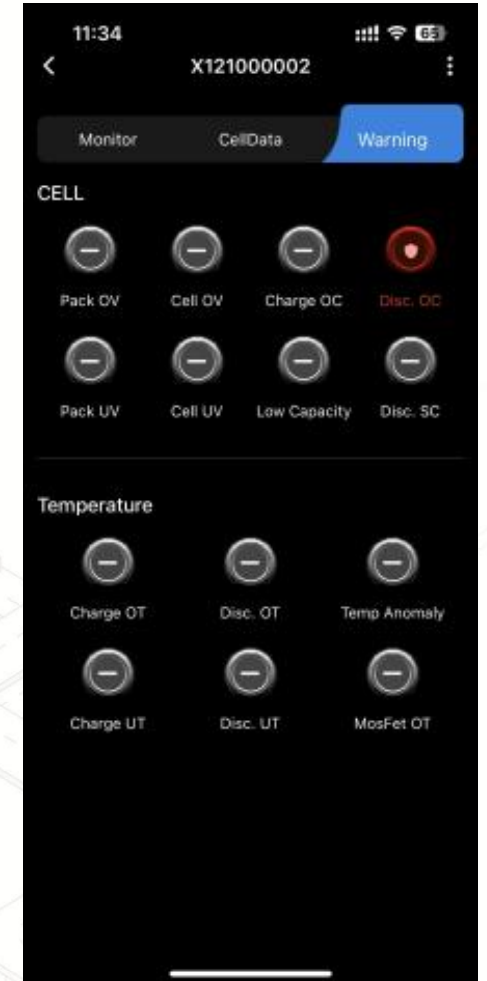 11:34
65
X121000002
Monitor CellData Warning
CELL
Pack OV Cell OV Charge OC Disc. OC
Pack UV Cell UV Low Capacity Disc. SC
Temperature
Charge OT Disc. OT Temp Anomaly
Charge UT Disc. UT MosFet OT